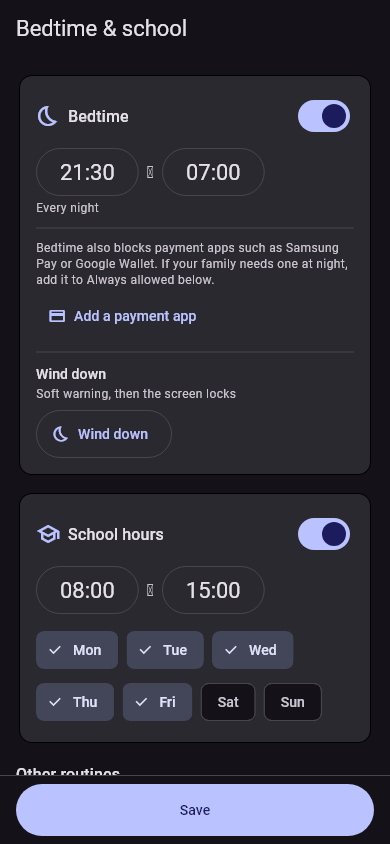 Bedtime & school
Bedtime
21:30 07:00
Every night
Bedtime also blocks payment apps such as Samsung
Pay or Google Wallet. If your family needs one at night,
add it to Always allowed below.
Add a payment app
Wind down
Soft warning, then the screen locks
Wind down
School hours
08:00 15:00
Mon Tue Wed
Thu Fri Sat Sun
Other routines
Save